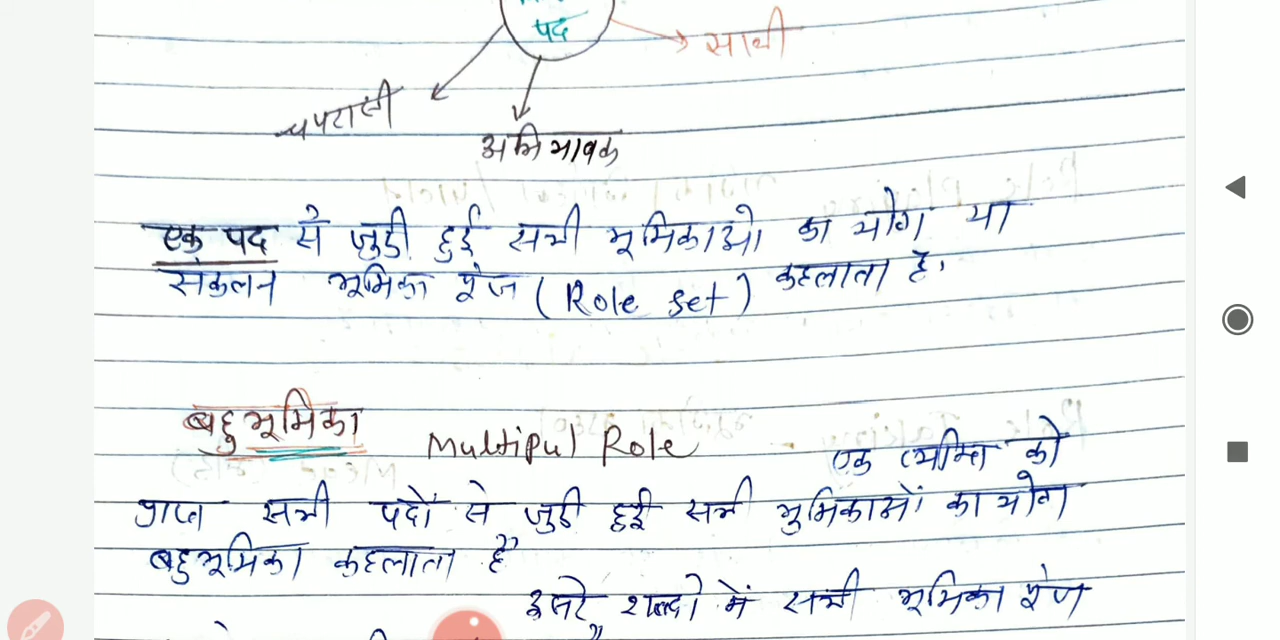 पद
साथी
चपरासी
अभिभावक
एक पद से जुडी हुई सभी भूमिकाओ का योग या
संकलन भूमिका पुंज (Role set) कहलाता है,
बहु भूमिका Multipul Role
एक व्यक्ति को
प्राप्त सभी पदों से जुडी हुई सभी भुमिकाओं का योग
बहु भूमिका कहलाता है
दुसरे शब्दो में सभी भूमिका पुंज